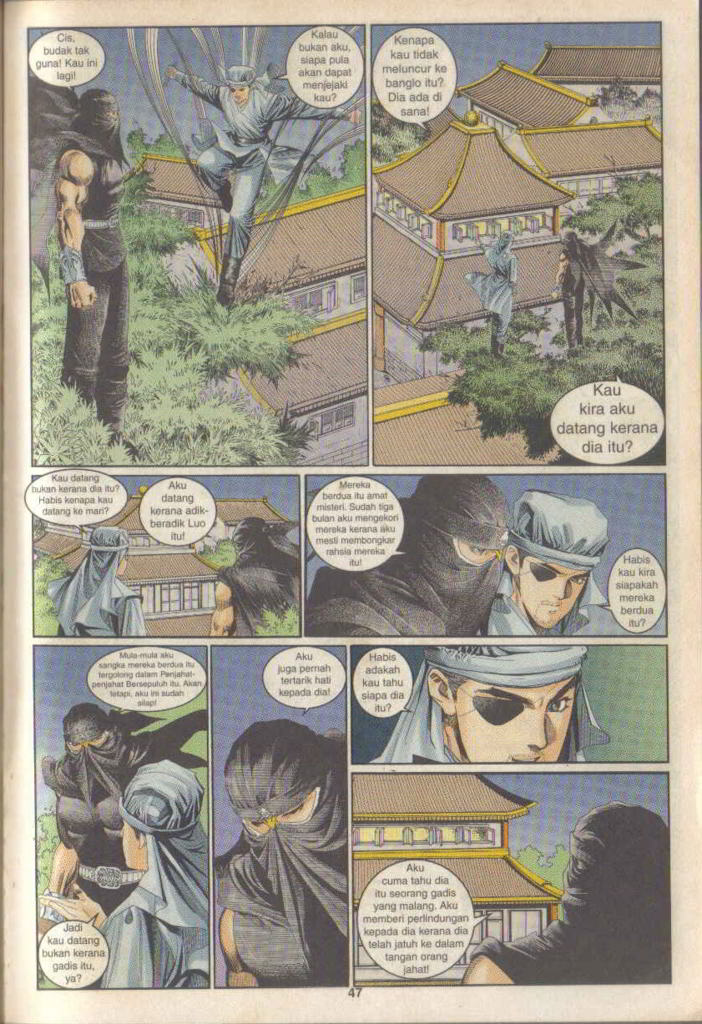 Cis,
budak tak
guna! Kau ini
lagi!
Kalau
bukan aku,
siapa pula
akan dapat
menjejaki
kau?
Kenapa
kau tidak
meluncur ke
banglo itu?
Dia ada di
sana!
Kau
kira aku
datang kerana
dia itu?
Kau datang
bukan kerana dia itu?
Habis kenapa kau
datang ke mari?
Aku
datang
kerana adik-
beradik Luo
itu!
Mereka
berdua itu amat
misteri. Sudah tiga
bulan aku mengekori
mereka kerana aku
mesti membongkar
rahsia mereka
itu!
Habis
kau kira
siapakah
mereka
berdua
itu?
Mula-mula aku
sangka mereka berdua itu
tergolong dalam Penjahat-
penjahat Bersepuluh itu. Akan
tetapi, aku ini sudah
silap!
Jadi
kau datang
bukan kerana
gadis itu,
ya?
Aku
juga pernah
tertarik hati
kepada dia!
Habis
adakah
kau tahu
siapa dia
itu?
Aku
cuma tahu dia
itu seorang gadis
yang malang. Aku
memberi perlindungan
kepada dia kerana dia
telah jatuh ke dalam
tangan orang
jahat!
47